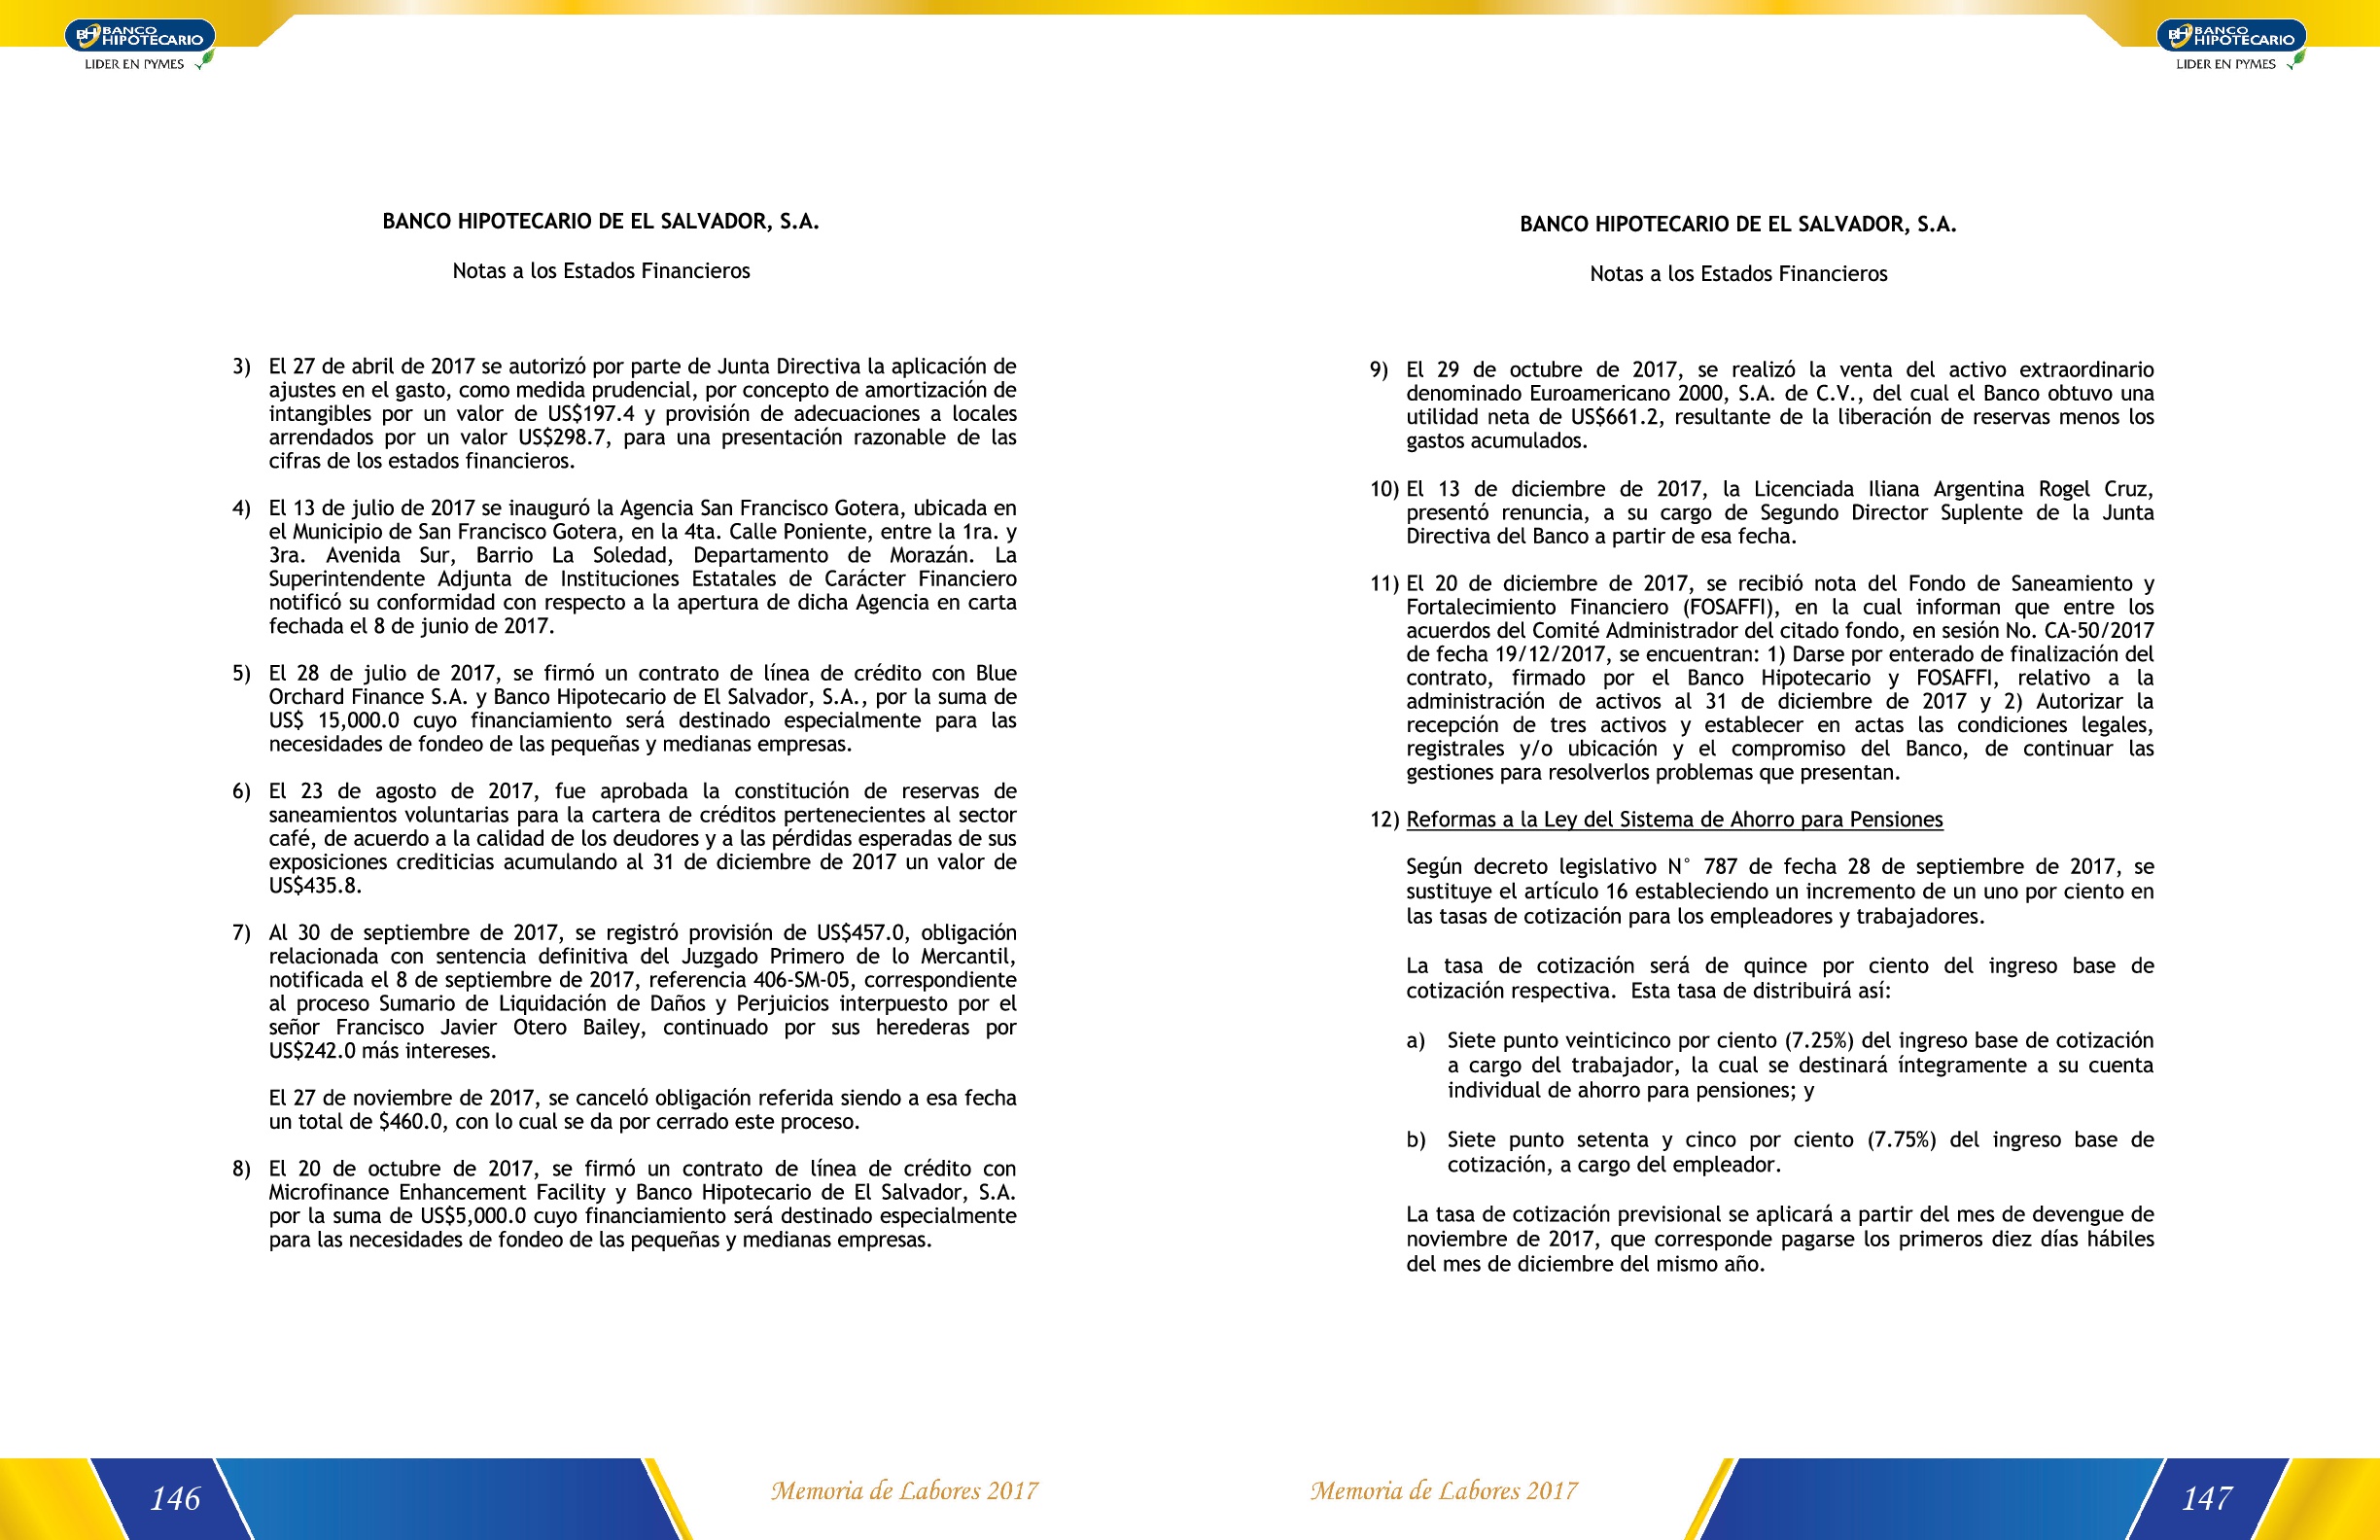 BANCO
HIPOTECARIO
LIDER EN PYMES
BANCO HIPOTECARIO DE EL SALVADOR, S.A.
Notas a los Estados Financieros
3) El 27 de abril de 2017 se autorizó por parte de Junta Directiva la aplicación de
ajustes en el gasto, como medida prudencial, por concepto de amortización de
intangibles por un valor de US$197.4 y provisión de adecuaciones a locales
arrendados por un valor US$298.7, para una presentación razonable de las
cifras de los estados financieros.
4) El 13 de julio de 2017 se inauguró la Agencia San Francisco Gotera, ubicada en
el Municipio de San Francisco Gotera, en la 4ta. Calle Poniente, entre la 1ra. y
3ra. Avenida Sur, Barrio La Soledad, Departamento de Morazán. La
Superintendente Adjunta de Instituciones Estatales de Carácter Financiero
notificó su conformidad con respecto a la apertura de dicha Agencia en carta
fechada el 8 de junio de 2017.
5) El 28 de julio de 2017, se firmó un contrato de línea de crédito con Blue
Orchard Finance S.A. y Banco Hipotecario de El Salvador, S.A., por la suma de
US$ 15,000.0 cuyo financiamiento será destinado especialmente para las
necesidades de fondeo de las pequeñas y medianas empresas.
6) El 23 de agosto de 2017, fue aprobada la constitución de reservas de
saneamientos voluntarias para la cartera de créditos pertenecientes al sector
café, de acuerdo a la calidad de los deudores y a las pérdidas esperadas de sus
exposiciones crediticias acumulando al 31 de diciembre de 2017 un valor de
US$435.8.
7) Al 30 de septiembre de 2017, se registró provisión de US$457.0, obligación
relacionada con sentencia definitiva del Juzgado Primero de lo Mercantil,
notificada el 8 de septiembre de 2017, referencia 406-SM-05, correspondiente
al proceso Sumario de Liquidación de Daños y Perjuicios interpuesto por el
señor Francisco Javier Otero Bailey, continuado por sus herederas por
US$242.0 más intereses.
El 27 de noviembre de 2017, se canceló obligación referida siendo a esa fecha
un total de $460.0, con lo cual se da por cerrado este proceso.
8) El 20 de octubre de 2017, se firmó un contrato de línea de crédito con
Microfinance Enhancement Facility y Banco Hipotecario de El Salvador, S.A.
por la suma de US$5,000.0 cuyo financiamiento será destinado especialmente
para las necesidades de fondeo de las pequeñas y medianas empresas.
146
Memoria de Labores 2017
BANCO
HIPOTECARIO
LIDER EN PYMES
BANCO HIPOTECARIO DE EL SALVADOR, S.A.
Notas a los Estados Financieros
9) El 29 de octubre de 2017, se realizó la venta del activo extraordinario
denominado Euroamericano 2000, S.A. de C.V., del cual el Banco obtuvo una
utilidad neta de US$661.2, resultante de la liberación de reservas menos los
gastos acumulados.
10) El 13 de diciembre de 2017, la Licenciada Iliana Argentina Rogel Cruz,
presentó renuncia, a su cargo de Segundo Director Suplente de la Junta
Directiva del Banco a partir de esa fecha.
11) El 20 de diciembre de 2017, se recibió nota del Fondo de Saneamiento y
Fortalecimiento Financiero (FOSAFFI), en la cual informan que entre los
acuerdos del Comité Administrador del citado fondo, en sesión No. CA-50/2017
de fecha 19/12/2017, se encuentran: 1) Darse por enterado de finalización del
contrato, firmado por el Banco Hipotecario y FOSAFFI, relativo a la
administración de activos al 31 de diciembre de 2017 y 2) Autorizar la
recepción de tres activos y establecer en actas las condiciones legales,
registrales y/o ubicación y el compromiso del Banco, de continuar las
gestiones para resolverlos problemas que presentan.
12) Reformas a la Ley del Sistema de Ahorro para Pensiones
Según decreto legislativo N° 787 de fecha 28 de septiembre de 2017, se
sustituye el artículo 16 estableciendo un incremento de un uno por ciento en
las tasas de cotización para los empleadores y trabajadores.
La tasa de cotización será de quince por ciento del ingreso base de
cotización respectiva. Esta tasa de distribuirá así:
a) Siete punto veinticinco por ciento (7.25%) del ingreso base de cotización
a cargo del trabajador, la cual se destinará íntegramente a su cuenta
individual de ahorro para pensiones; y
b) Siete punto setenta y cinco por ciento (7.75%) del ingreso base de
cotización, a cargo del empleador.
La tasa de cotización previsional se aplicará a partir del mes de devengue de
noviembre de 2017, que corresponde pagarse los primeros diez días hábiles
del mes de diciembre del mismo año.
Memoria de Labores 2017
147